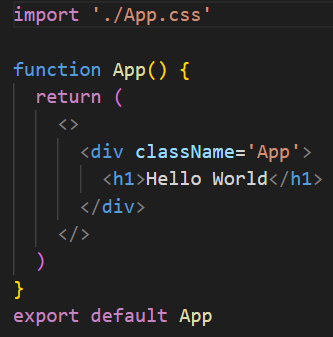 import './App.css'
function App() {
return (
<>
<div className='App'>
<h1>Hello World</h1>
</div>
</>
)
}
export default App